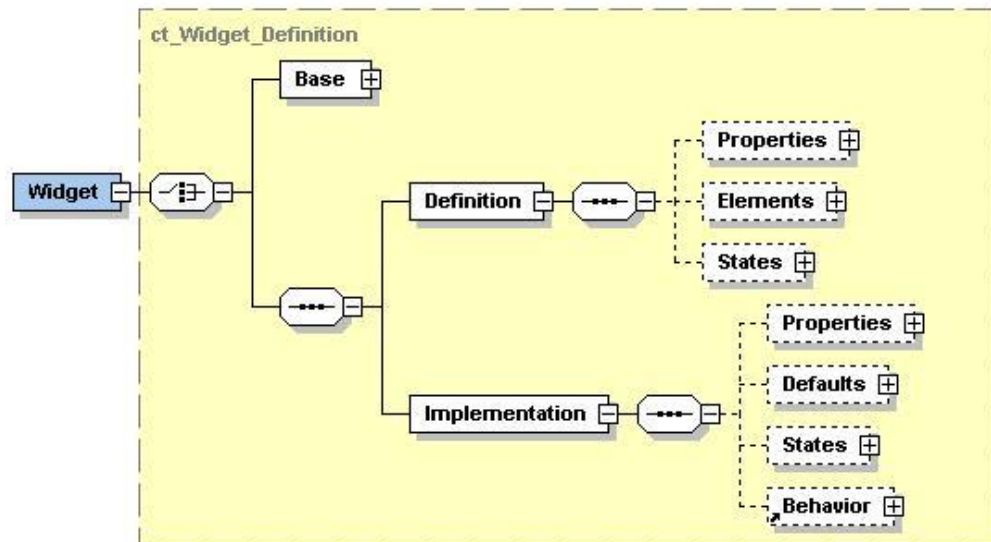 ct_Widget_Definition
Base
Widget
Definition
Properties
Elements
States
Implementation
Properties
Defaults
States
Behavior